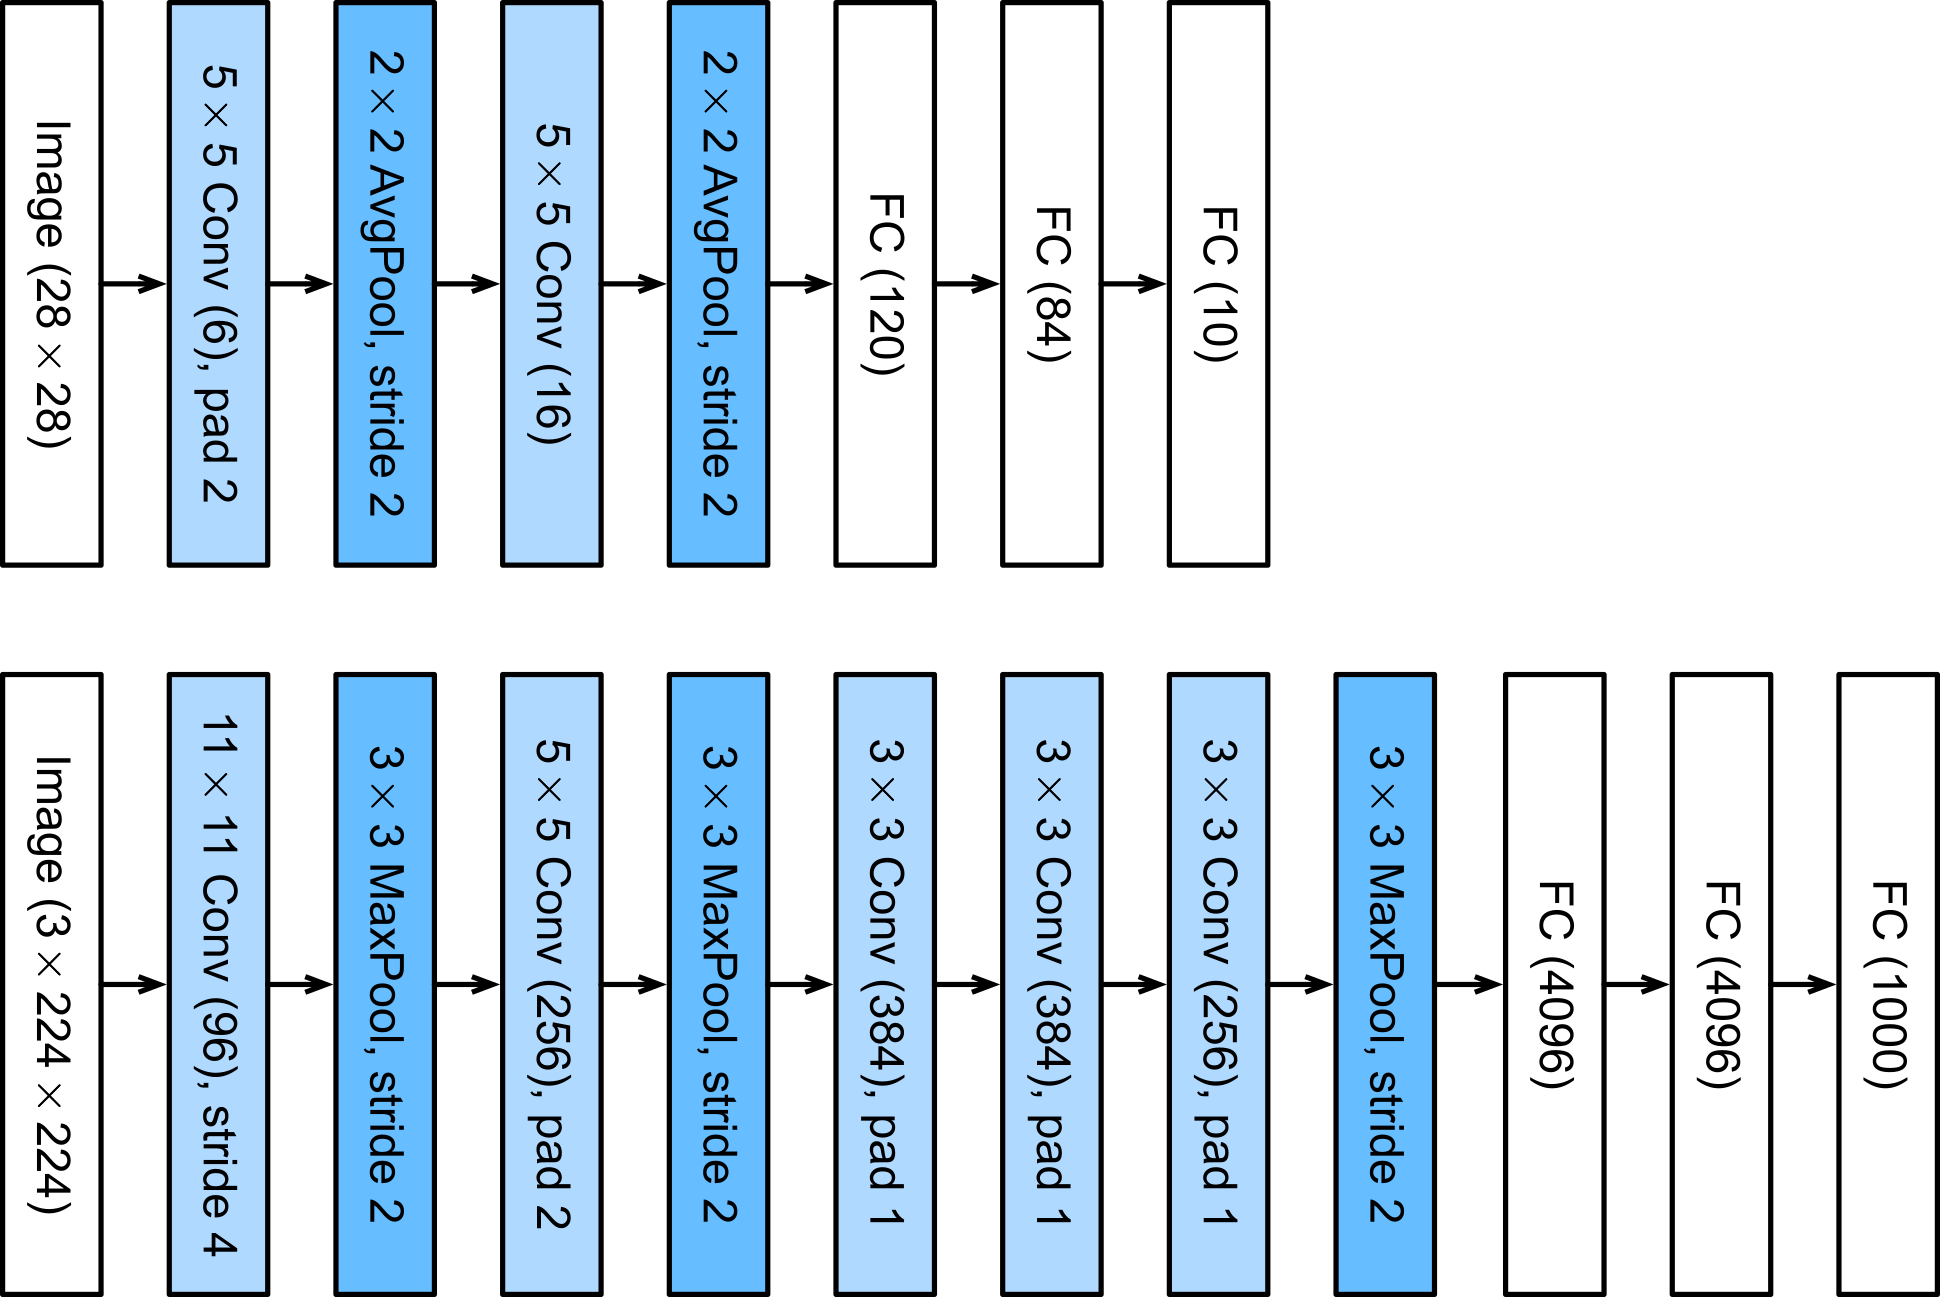 Image (28 × 28)
5 × 5 Conv (6), pad 2
2 × 2 AvgPool, stride 2
5 × 5 Conv (16)
2 × 2 AvgPool, stride 2
FC (120)
FC (84)
FC (10)
Image (3 × 224 × 224)
11 × 11 Conv (96), stride 4
3 × 3 MaxPool, stride 2
5 × 5 Conv (256), pad 2
3 × 3 MaxPool, stride 2
3 × 3 Conv (384), pad 1
3 × 3 Conv (384), pad 1
3 × 3 Conv (256), pad 1
3 × 3 MaxPool, stride 2
FC (4096)
FC (4096)
FC (1000)